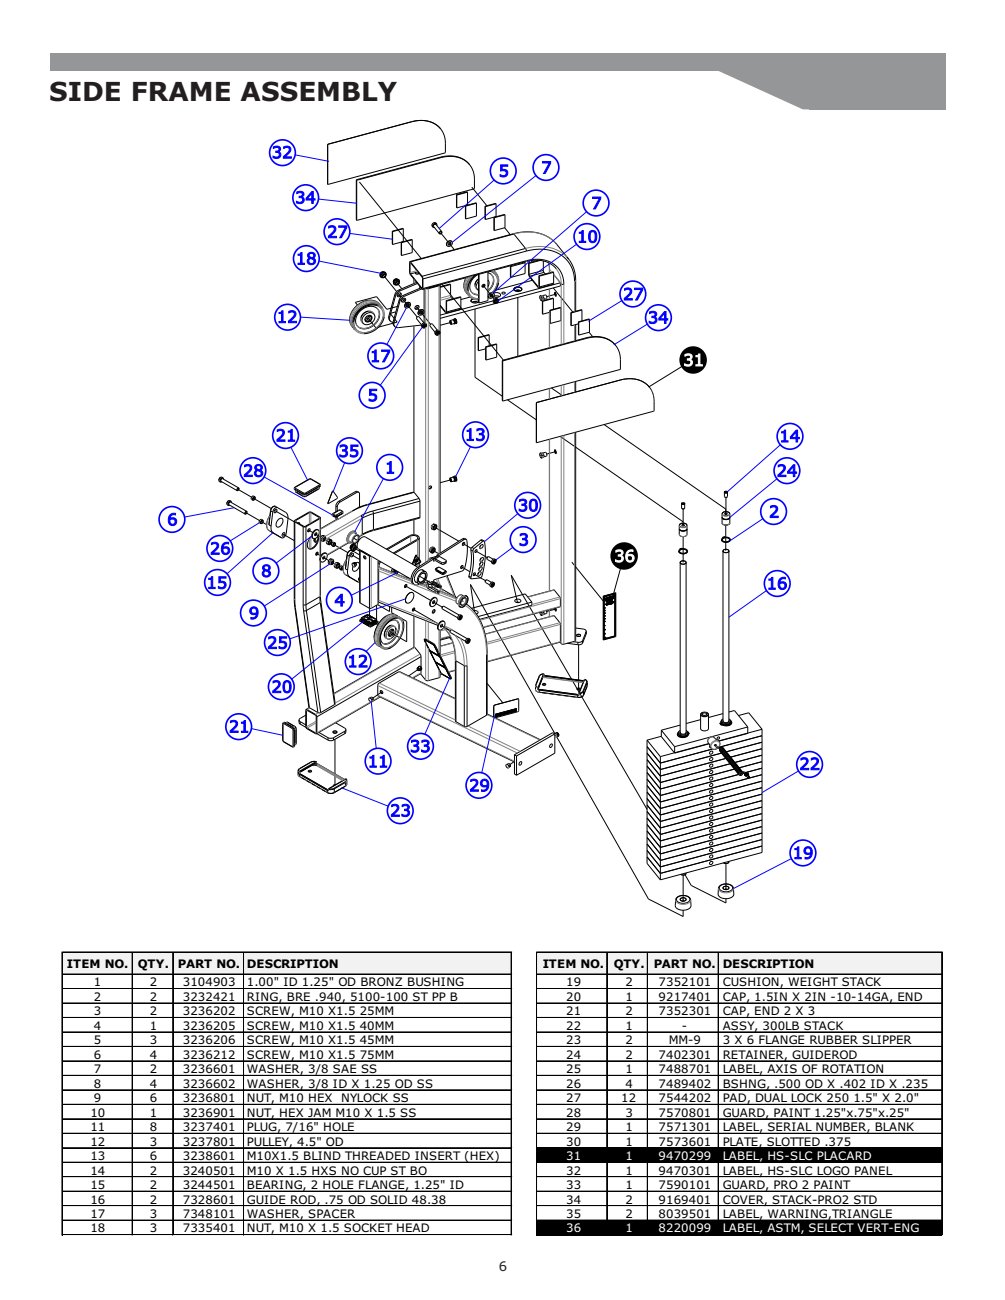 SIDE FRAME ASSEMBLY
32
5
7
34
7
27
10
18
27
12
34
17
31
5
21
13
14
35
1
28
24
30
2
6
3
26
36
8
15
16
4
9
25
12
20
21
33
11
22
29
23
19
ITEM NO. QTY. PART NO. DESCRIPTION
1 2 3104903 1.00" ID 1.25" OD BRONZ BUSHING
2 2 3232421 RING, BRE .940, 5100-100 ST PP B
3 2 3236202 SCREW, M10 X1.5 25MM
4 1 3236205 SCREW, M10 X1.5 40MM
5 3 3236206 SCREW, M10 X1.5 45MM
6 4 3236212 SCREW, M10 X1.5 75MM
7 2 3236601 WASHER, 3/8 SAE SS
8 4 3236602 WASHER, 3/8 ID X 1.25 OD SS
9 6 3236801 NUT, M10 HEX  NYLOCK SS
10 1 3236901 NUT, HEX JAM M10 X 1.5 SS
11 8 3237401 PLUG, 7/16" HOLE
12 3 3237801 PULLEY, 4.5" OD
13 6 3238601 M10X1.5 BLIND THREADED INSERT (HEX)
14 2 3240501 M10 X 1.5 HXS NO CUP ST BO
15 2 3244501 BEARING, 2 HOLE FLANGE, 1.25" ID
16 2 7328601 GUIDE ROD, .75 OD SOLID 48.38
17 3 7348101 WASHER, SPACER
18 3 7335401 NUT, M10 X 1.5 SOCKET HEAD
ITEM NO. QTY. PART NO. DESCRIPTION
19 2 7352101 CUSHION, WEIGHT STACK
20 1 9217401 CAP, 1.5IN X 2IN -10-14GA, END
21 2 7352301 CAP, END 2 X 3
22 1 - ASSY, 300LB STACK
23 2 MM-9 3 X 6 FLANGE RUBBER SLIPPER
24 2 7402301 RETAINER, GUIDEROD
25 1 7488701 LABEL, AXIS OF ROTATION
26 4 7489402 BSHNG, .500 OD X .402 ID X .235
27 12 7544202 PAD, DUAL LOCK 250 1.5" X 2.0"
28 3 7570801 GUARD, PAINT 1.25"x.75"x.25"
29 1 7571301 LABEL, SERIAL NUMBER, BLANK
30 1 7573601 PLATE, SLOTTED .375
31 1 9470299 LABEL, HS-SLC PLACARD
32 1 9470301 LABEL, HS-SLC LOGO PANEL
33 1 7590101 GUARD, PRO 2 PAINT
34 2 9169401 COVER, STACK-PRO2 STD
35 2 8039501 LABEL, WARNING,TRIANGLE
36 1 8220099 LABEL, ASTM, SELECT VERT-ENG
6